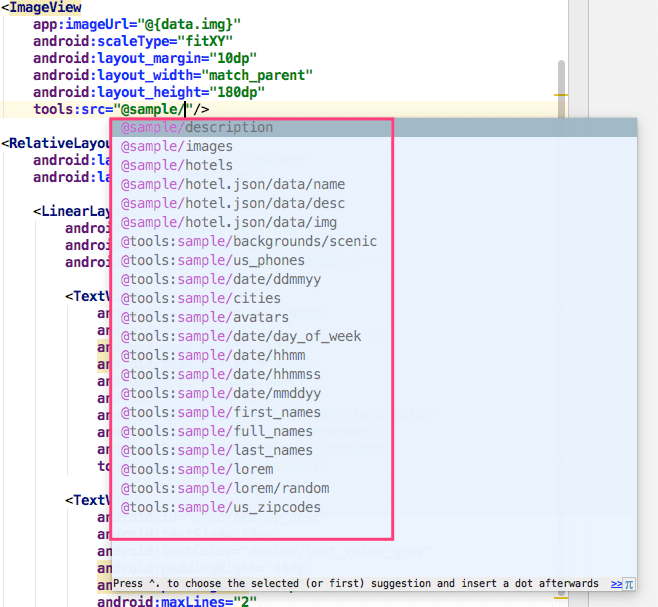 <ImageView
app:imageUrl="@{data.img}"
android:scaleType="fitXY"
android:layout_margin="10dp"
android:layout_width="match_parent"
android:layout_height="180dp"
tools:src="@sample/"/>
@sample/description
<RelativeLayou
@sample/images
android:la
@sample/hotels
android:la
@sample/hotel.json/data/name
@sample/hotel.json/data/desc
<LinearLay
@sample/hotel.json/data/img
android
@tools:sample/backgrounds/scenic
android
@tools:sample/us_phones
android
@tools:sample/date/ddmmyy
<TextV
@tools:sample/cities
an
@tools:sample/avatars
an
@tools:sample/date/day_of_week
an
@tools:sample/date/hhmm
an
@tools:sample/date/hhmmss
an
@tools:sample/date/mmddyy
an
@tools:sample/first_names
an
@tools:sample/full_names
an
@tools:sample/last_names
an
to
@tools:sample/lorem
@tools:sample/lorem/random
<TextV
@tools:sample/us_zipcodes
an
an
an
an
Press ^. to choose the selected (or first) suggestion and insert a dot afterwards >> π
android:maxLines="2"